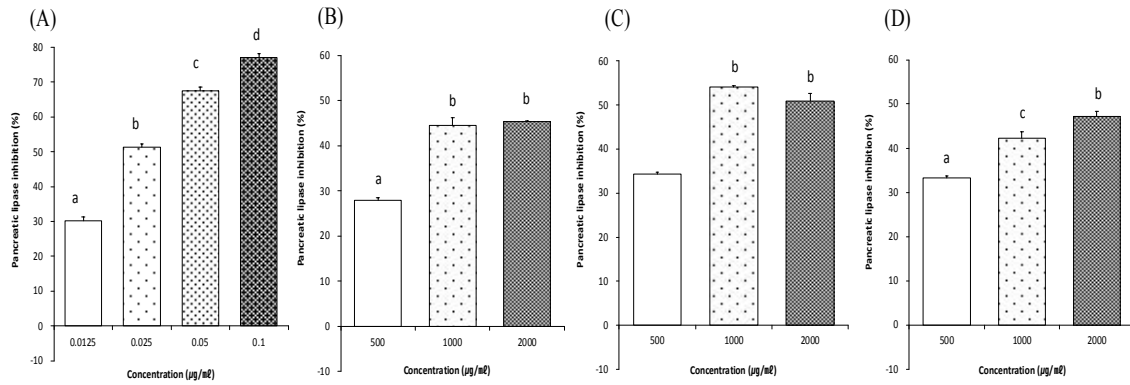 (A)
Pancreatic lipase inhibition (%)
80
70
60
50
40
30
20
10
0
-10
a
b
c
d
0.0125 0.025 0.05 0.1
Concentration (μg/㎖)
(B)
Pancreatic lipase inhibition (%)
60
50
40
30
20
10
0
-10
a
b
b
500 1000 2000
Concentration (μg/㎖)
(C)
Pancreatic lipase inhibition (%)
60
50
40
30
20
10
0
-10
b
b
500 1000 2000
Concentration (μg/㎖)
(D)
Pancreatic lipase inhibition (%)
60
50
40
30
20
10
0
-10
a
c
b
500 1000 2000
Concentration (μg/㎖)